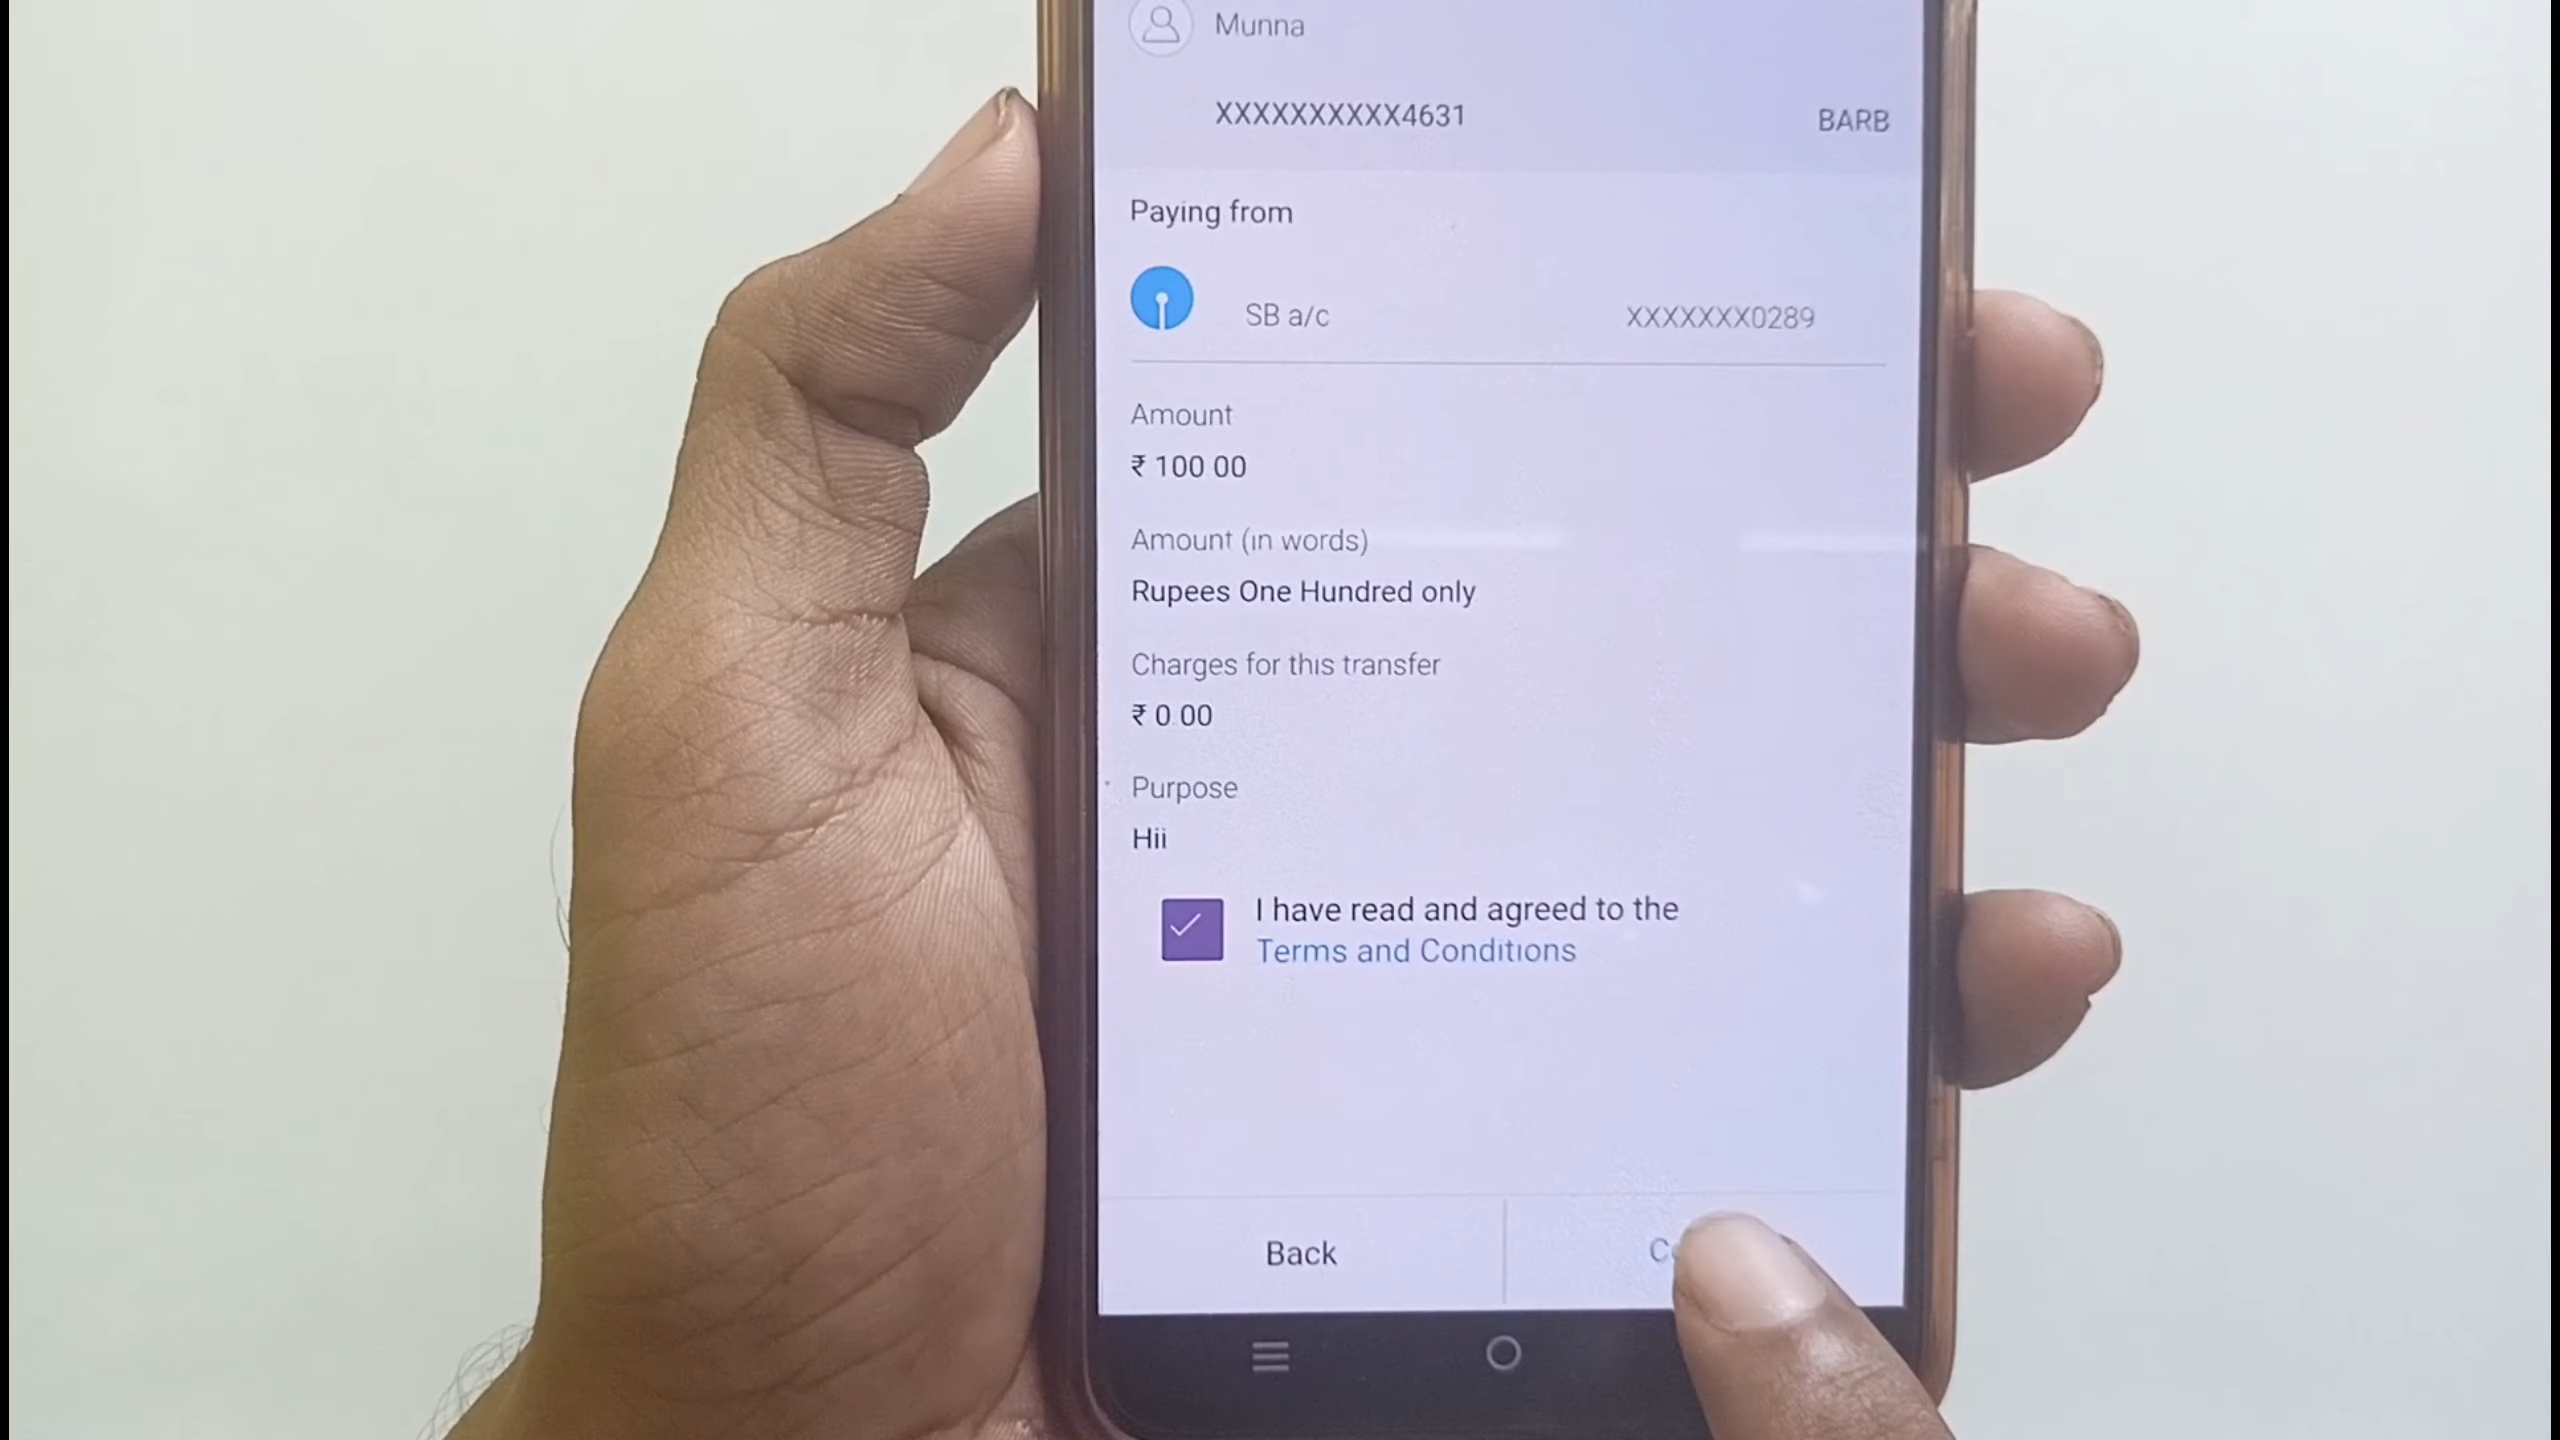 Munna
XXXXXXXXXX4631 BARB
Paying from
SB a/c XXXXXXX0289
Amount
₹ 100 00
Amount (in words)
Rupees One Hundred only
Charges for this transfer
₹ 0.00
Purpose
Hii
I have read and agreed to the
Terms and Conditions
Back